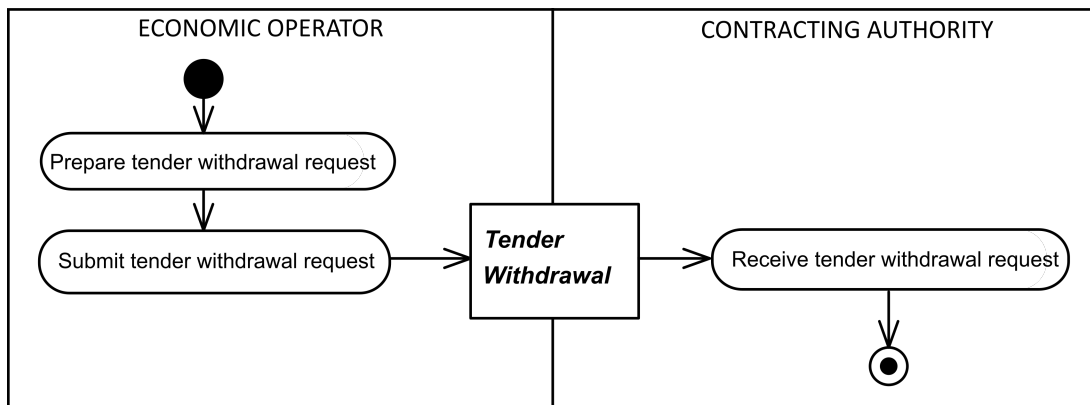 ECONOMIC OPERATOR
CONTRACTING AUTHORITY
Prepare tender withdrawal request
Submit tender withdrawal request
Tender
Withdrawal
Receive tender withdrawal request